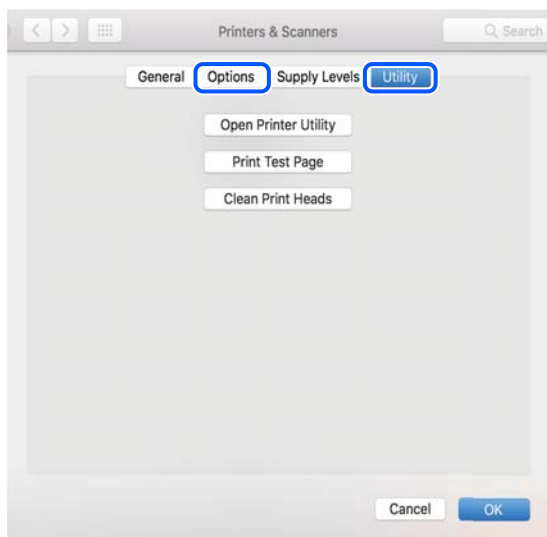 Printers & Scanners
Search
General Options Supply Levels Utility
Open Printer Utility
Print Test Page
Clean Print Heads
Cancel OK